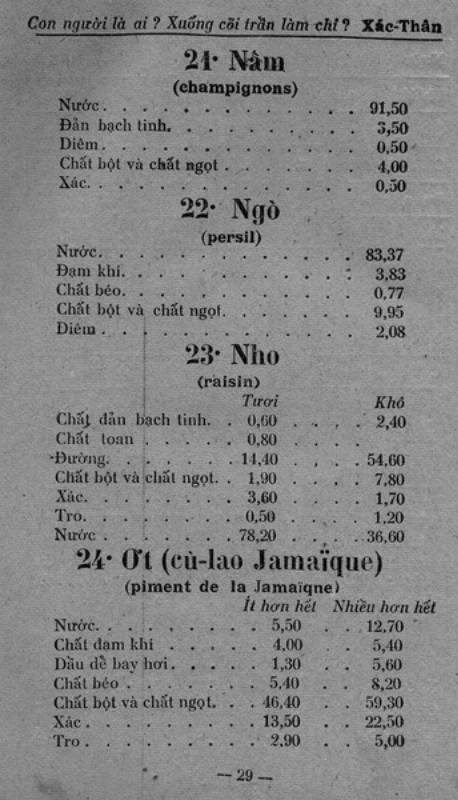 Con người là ai ? Xuống cõi trần làm chi ? Xác-Thân
21· Nấm
(champignons)
Nước. . . . . . . . . . . . . . 91,50
Đản bạch tinh. . . . . . . . . . 3,50
Diêm. . . . . . . . . . . . . . 0,50
Chất bột và chất ngọt . . . . . . . 4,00
Xác. . . . . . . . . . . . . . 0,50
22· Ngò
(persil)
Nước. . . . . . . . . . . . . . 83,37
Đạm khí. . . . . . . . . . . . 3,83
Chất béo. . . . . . . . . . . . 0,77
Chất bột và chất ngọt. . . . . . . 9,95
Diêm . . . . . . . . . . . . . 2,08
23· Nho
(raisin)
Tươi Khô
Chất đản bạch tinh. . 0,60 . . . . 2,40
Chất toan . . . . . 0,80 . . . .
Đường. . . . . . . 14,40 . . . 54,60
Chất bột và chất ngọt. . 1,90 . . . 7,80
Xác. . . . . . . . 3,60 . . . 1,70
Tro. . . . . . . . 0,50 . . . 1,20
Nước . . . . . . . 78,20 . . . 36,60
24· Ớt (cù-lao Jamaïque)
(piment de la Jamaïqne)
Ít hơn hết Nhiều hơn hết
Nước. . . . . . . . . 5,50 . . 12,70
Chất đạm khí . . . . . 4,00 . . 5,40
Dầu dễ bay hơi . . . . . 1,30 . . 5,60
Chất béo . . . . . . . 5,40 . . 8,20
Chất bột và chất ngọt. . . 46,40 . . 59,30
Xác . . . . . . . . . 13,50 . . 22,50
Tro . . . . . . . . . 2,90 . . 5,00
— 29 —